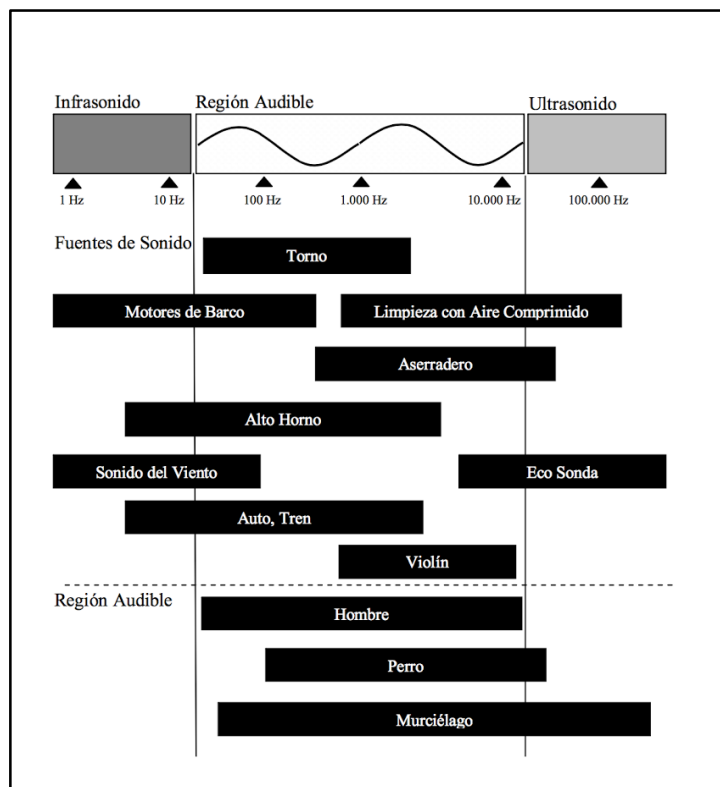 Infrasonido
Región Audible
Ultrasonido
1 Hz
10 Hz
100 Hz
1.000 Hz
10.000 Hz
100.000 Hz
Fuentes de Sonido
Torno
Motores de Barco
Limpieza con Aire Comprimido
Aserradero
Alto Horno
Sonido del Viento
Eco Sonda
Auto, Tren
Violín
Región Audible
Hombre
Perro
Murciélago